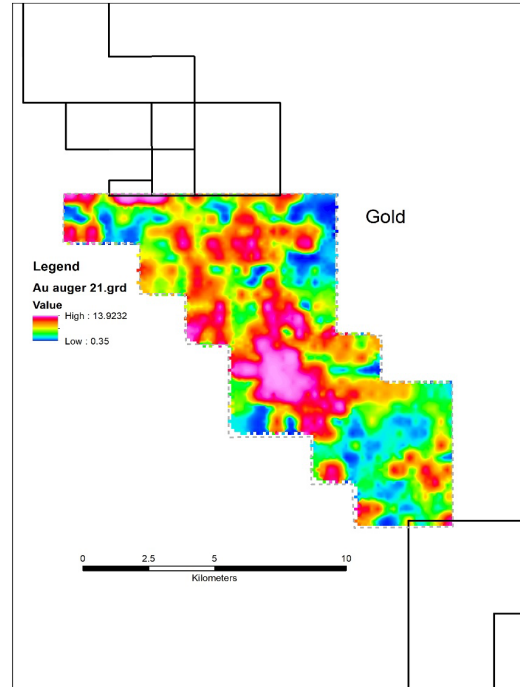 Gold
Legend
Au auger 21.grd
Value
High : 13.9232
Low : 0.35
0 2.5 5 10
Kilometers